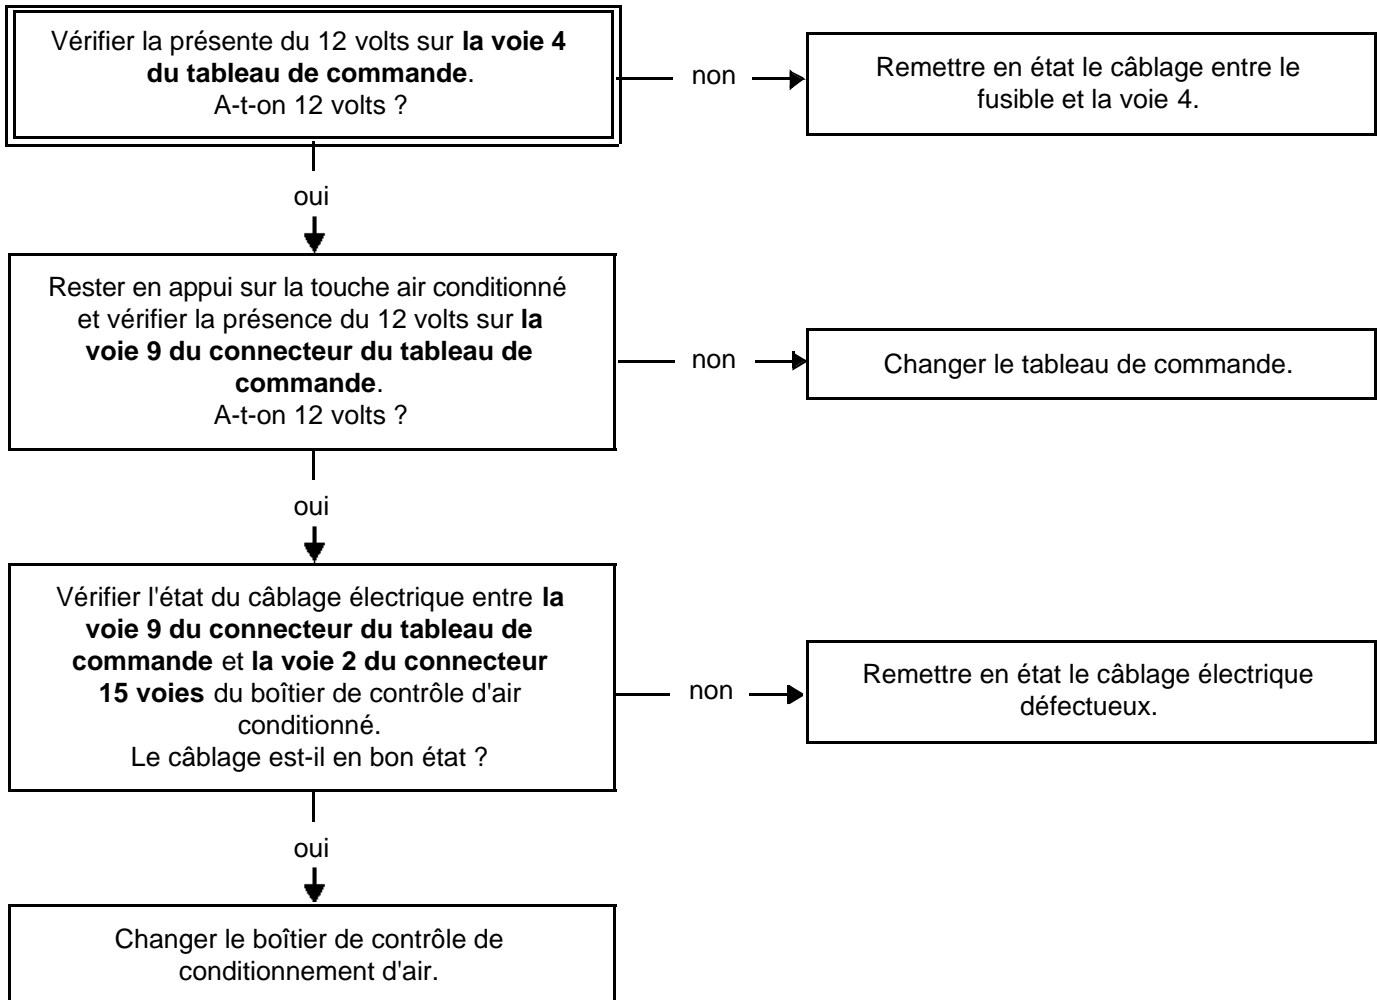 Vérifier la présente du 12 volts sur la voie 4
du tableau de commande.
A-t-on 12 volts ?
non
Remettre en état le câblage entre le
fusible et la voie 4.
oui
Rester en appui sur la touche air conditionné
et vérifier la présence du 12 volts sur la
voie 9 du connecteur du tableau de
commande.
A-t-on 12 volts ?
non
Changer le tableau de commande.
oui
Vérifier l'état du câblage électrique entre la
voie 9 du connecteur du tableau de
commande et la voie 2 du connecteur
15 voies du boîtier de contrôle d'air
conditionné.
Le câblage est-il en bon état ?
non
Remettre en état le câblage électrique
défectueux.
oui
Changer le boîtier de contrôle de
conditionnement d'air.